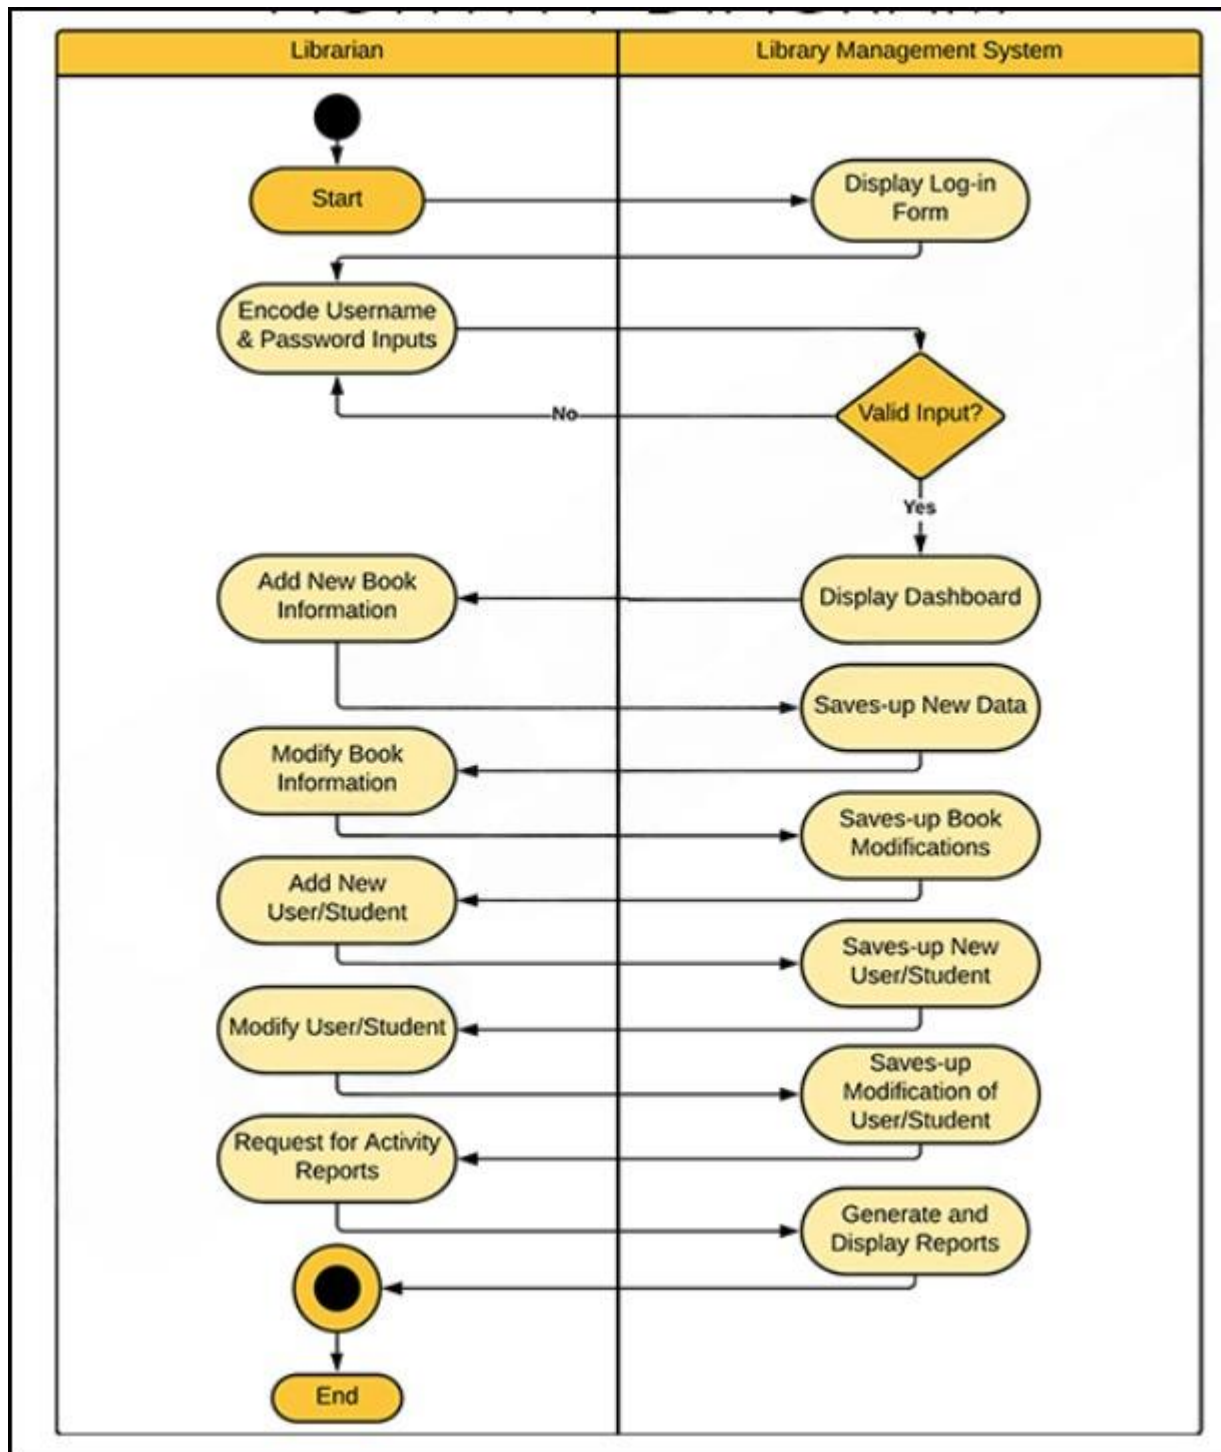 Librarian
Library Management System
Start
Display Log-in
Form
Encode Username
& Password Inputs
Valid Input?
No
Yes
Display Dashboard
Add New Book
Information
Saves-up New Data
Modify Book
Information
Saves-up Book
Modifications
Add New
User/Student
Saves-up New
User/Student
Modify User/Student
Saves-up
Modification of
User/Student
Request for Activity
Reports
Generate and
Display Reports
End